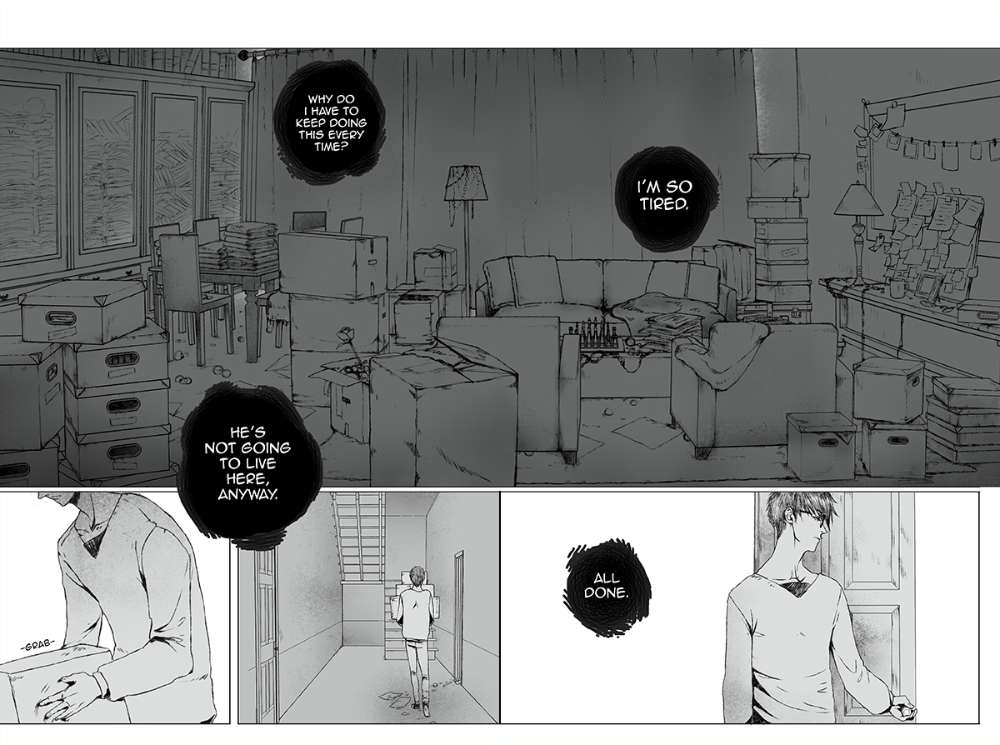 WHY DO
I HAVE TO
KEEP DOING
THIS EVERY
TIME?
I'M SO
TIRED.
HE'S
NOT GOING
TO LIVE
HERE,
ANYWAY.
-GRAB-
ALL
DONE.